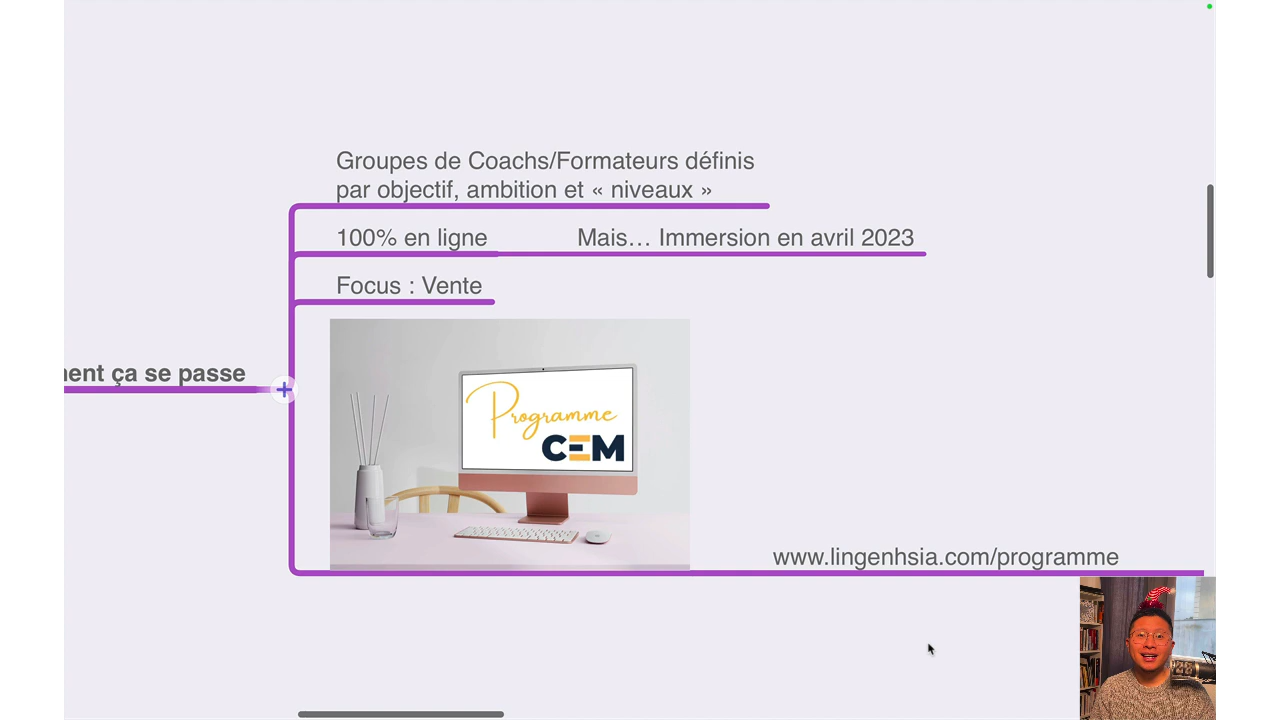 Groupes de Coachs/Formateurs définis
par objectif, ambition et « niveaux »
100% en ligne
Mais… Immersion en avril 2023
Focus : Vente
ça se passe
Programme
CEM
www.lingenhsia.com/programme